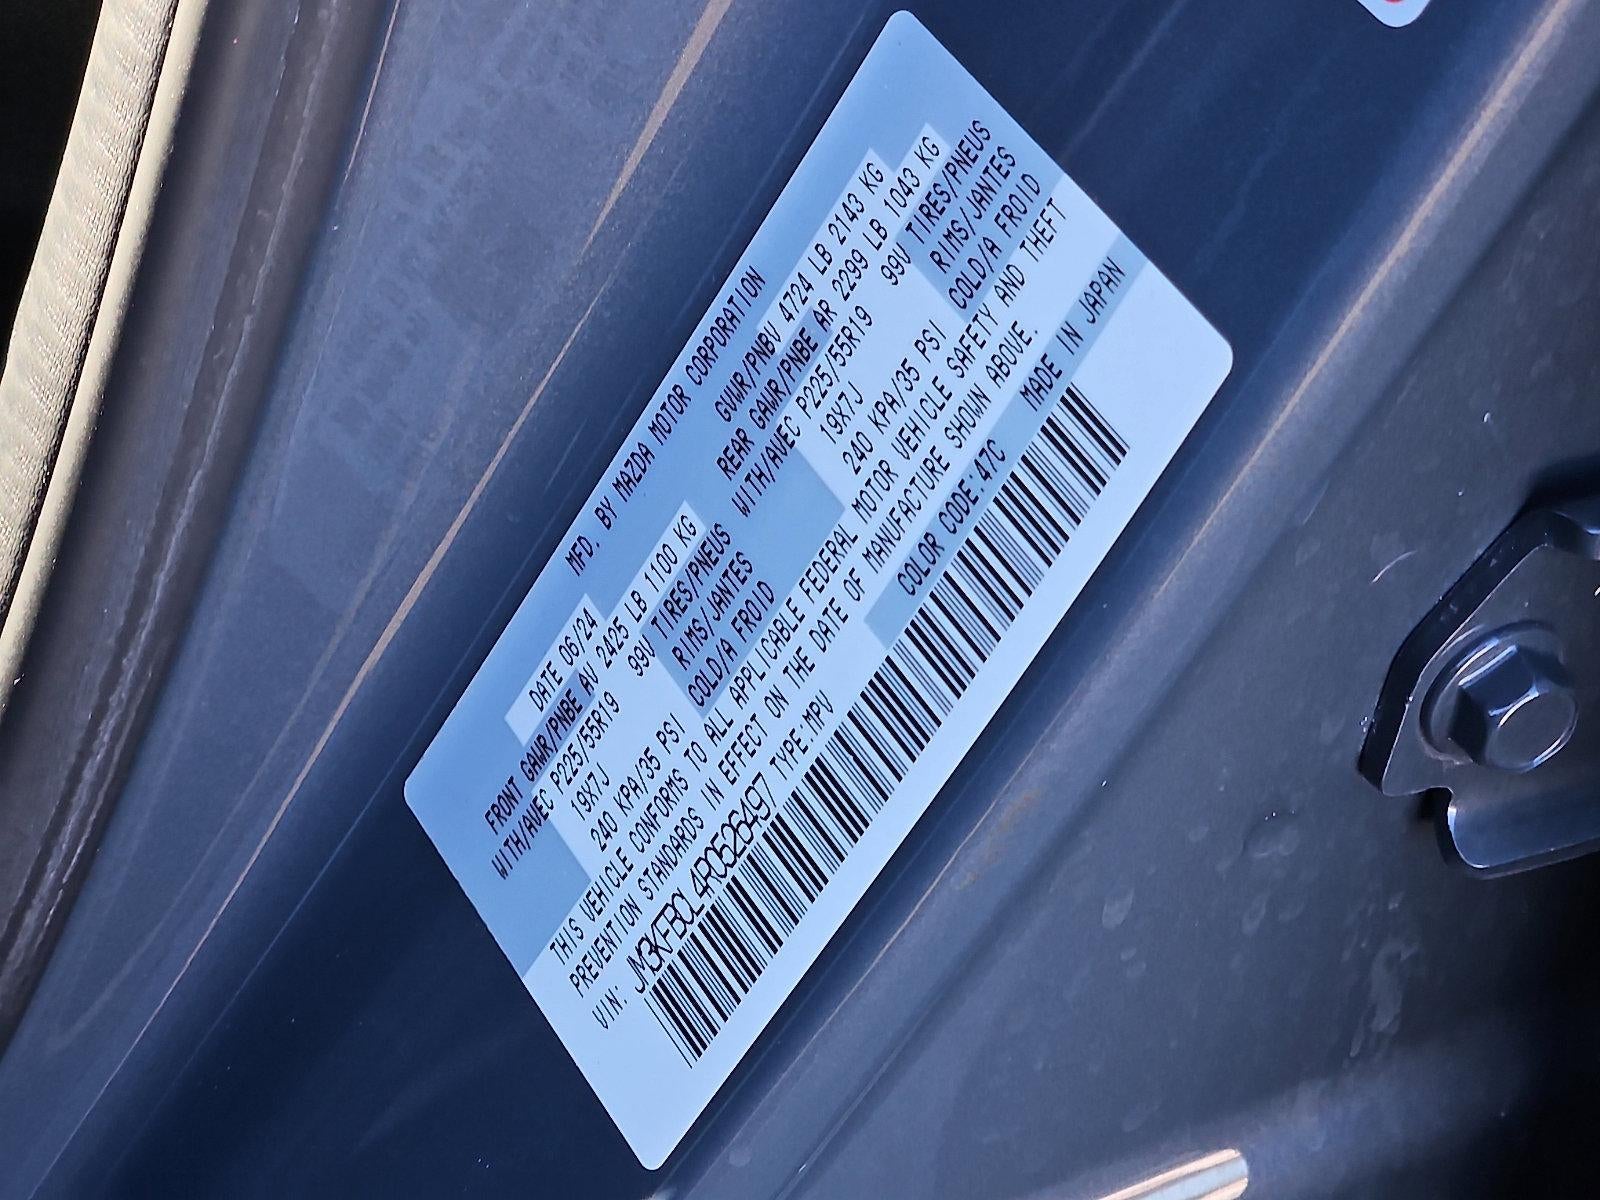 MFD. BY MAZDA MOTOR CORPORATION
DATE 06/24 GVWR/PNBV 4724 LB 2143 KG
FRONT GAWR/PNBE AV 2425 LB 1100 KG REAR GAWR/PNBE AR 2299 LB 1043 KG
WITH/AVEC P225/55R19 99V TIRES/PNEUS WITH/AVEC P225/55R19 99V TIRES/PNEUS
19X7J RIMS/JANTES 19X7J RIMS/JANTES
240 KPA/35 PSI COLD/A FROID 240 KPA/35 PSI COLD/A FROID
THIS VEHICLE CONFORMS TO ALL APPLICABLE FEDERAL MOTOR VEHICLE SAFETY AND THEFT
PREVENTION STANDARDS IN EFFECT ON THE DATE OF MANUFACTURE SHOWN ABOVE.
VIN: JM3KFBCL4R0526497 TYPE:MPV COLOR CODE:47C MADE IN JAPAN